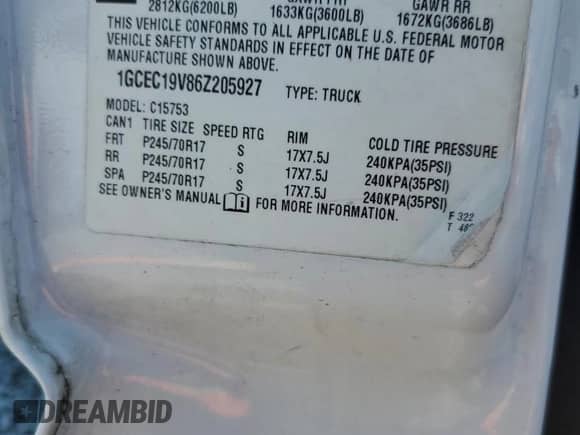 2812KG(6200LB) 1633KG(3600LB) 1672KG(3686LB)
THIS VEHICLE CONFORMS TO ALL APPLICABLE U.S. FEDERAL MOTOR
VEHICLE SAFETY STANDARDS IN EFFECT ON THE DATE OF
MANUFACTURE SHOWN ABOVE.
1GCEC19V86Z205927 TYPE: TRUCK
MODEL: C15753
CAN1 TIRE SIZE SPEED RTG RIM COLD TIRE PRESSURE
FRT P245/70R17 S 17X7.5J 240KPA(35PSI)
RR P245/70R17 S 17X7.5J 240KPA(35PSI)
SPA P245/70R17 S 17X7.5J 240KPA(35PSI)
SEE OWNER'S MANUAL FOR MORE INFORMATION.
F 322
T
DREAMBID